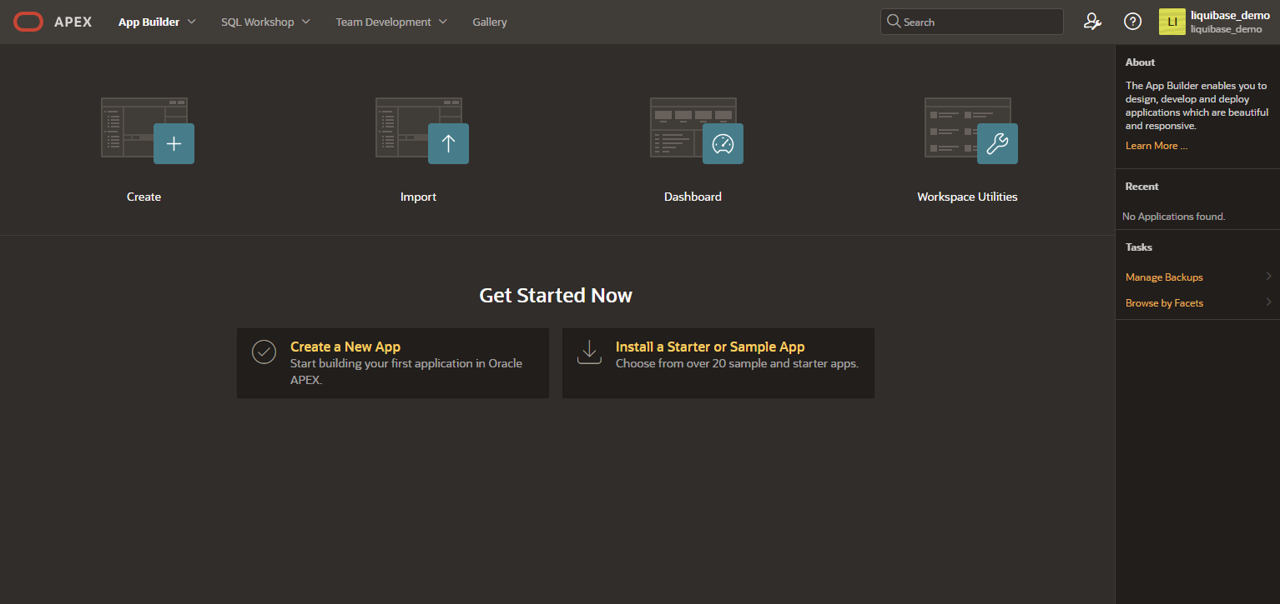 APEX
App Builder
SQL Workshop
Team Development
Gallery
Search
LI
liquibase_demo
liquibase_demo
Create
Import
Dashboard
Workspace Utilities
Get Started Now
Create a New App
Start building your first application in Oracle
APEX.
Install a Starter or Sample App
Choose from over 20 sample and starter apps.
About
The App Builder enables you to
design, develop and deploy
applications which are beautiful
and responsive.
Learn More ...
Recent
No Applications found.
Tasks
Manage Backups
Browse by Facets